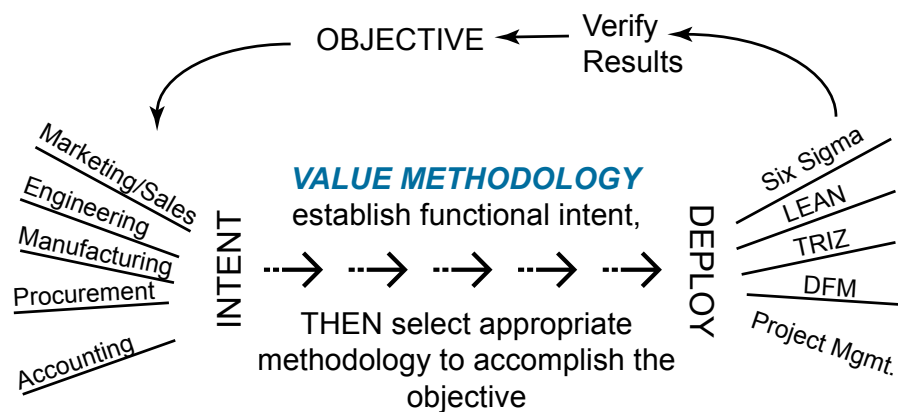 OBJECTIVE
Verify
Results
Marketing/Sales
Engineering
Manufacturing
Procurement
Accounting
INTENT
VALUE METHODOLOGY
establish functional intent,
THEN select appropriate
methodology to accomplish the
objective
DEPLOY
Six Sigma
LEAN
TRIZ
DFM
Project Mgmt.